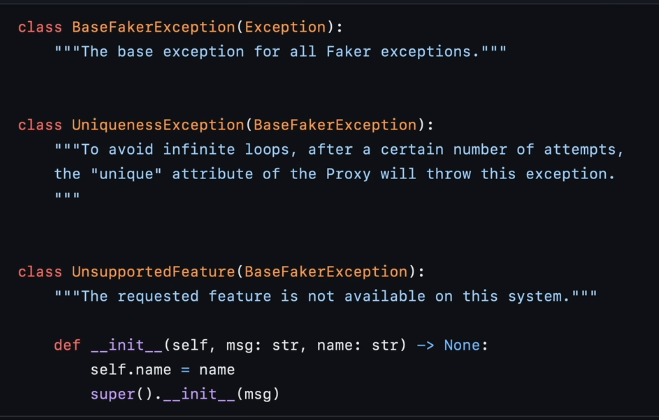 class BaseFakerException(Exception):
    """The base exception for all Faker exceptions."""
class UniquenessException(BaseFakerException):
    """To avoid infinite loops, after a certain number of attempts,
    the "unique" attribute of the Proxy will throw this exception.
    """
class UnsupportedFeature(BaseFakerException):
    """The requested feature is not available on this system."""
    def __init__(self, msg: str, name: str) -> None:
        self.name = name
        super().__init__(msg)